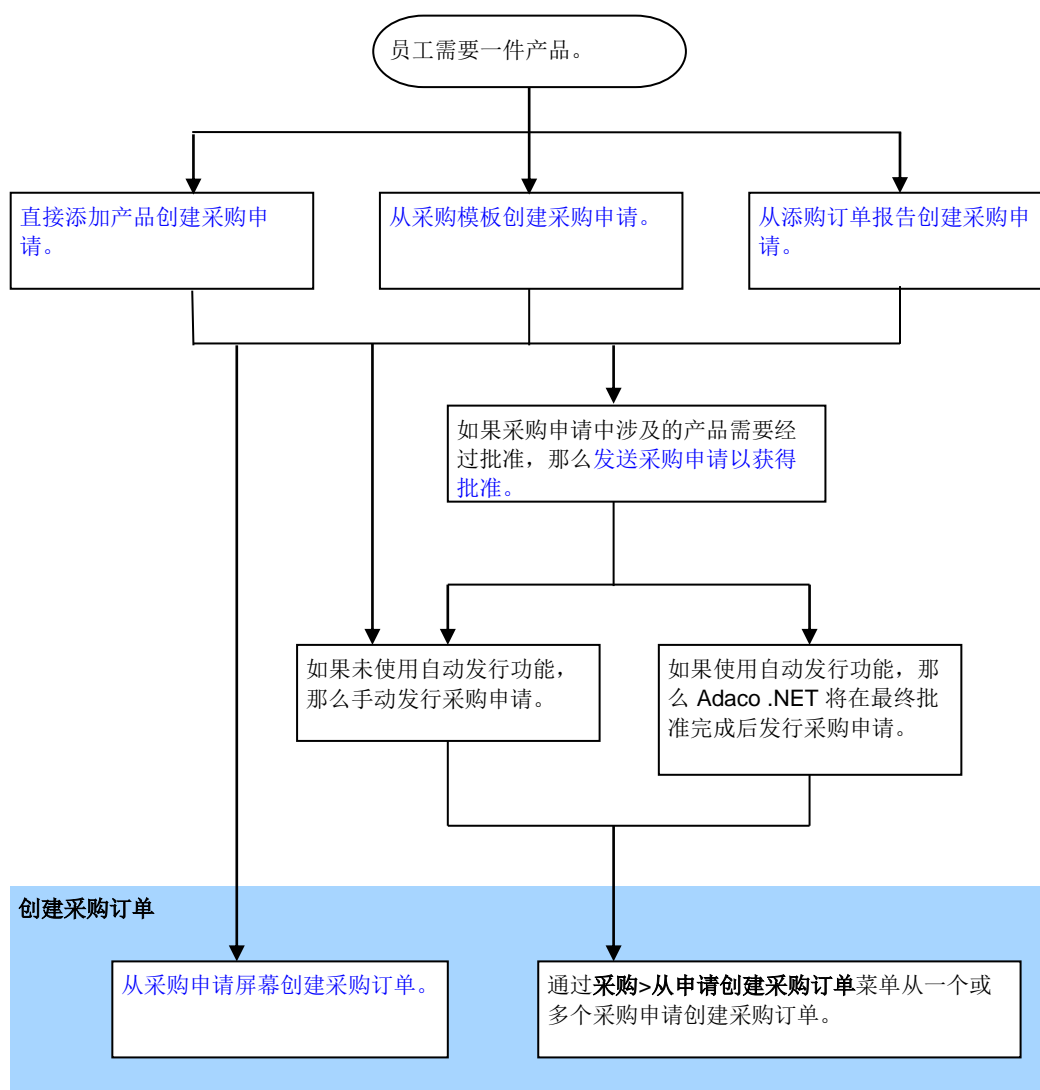 员工需要一件产品。
直接添加产品创建采购申
请。
从采购模板创建采购申请。
从添购订单报告创建采购申
请。
如果采购申请中涉及的产品需要经
过批准，那么发送采购申请以获得
批准。
如果未使用自动发行功能，
那么手动发行采购申请。
如果使用自动发行功能，那
么 Adaco .NET 将在最终批
准完成后发行采购申请。
创建采购订单
从采购申请屏幕创建采购订单。
通过采购>从申请创建采购订单菜单从一个或
多个采购申请创建采购订单。